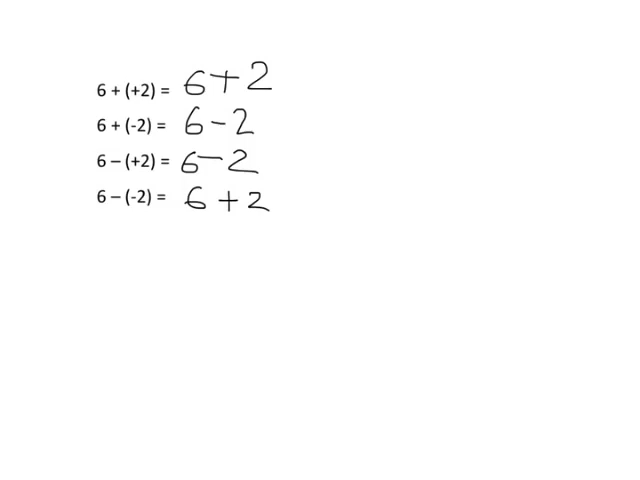 6 + (+2) = 6 + 2
6 + (-2) = 6 - 2
6 – (+2) = 6 - 2
6 – (-2) = 6 + 2